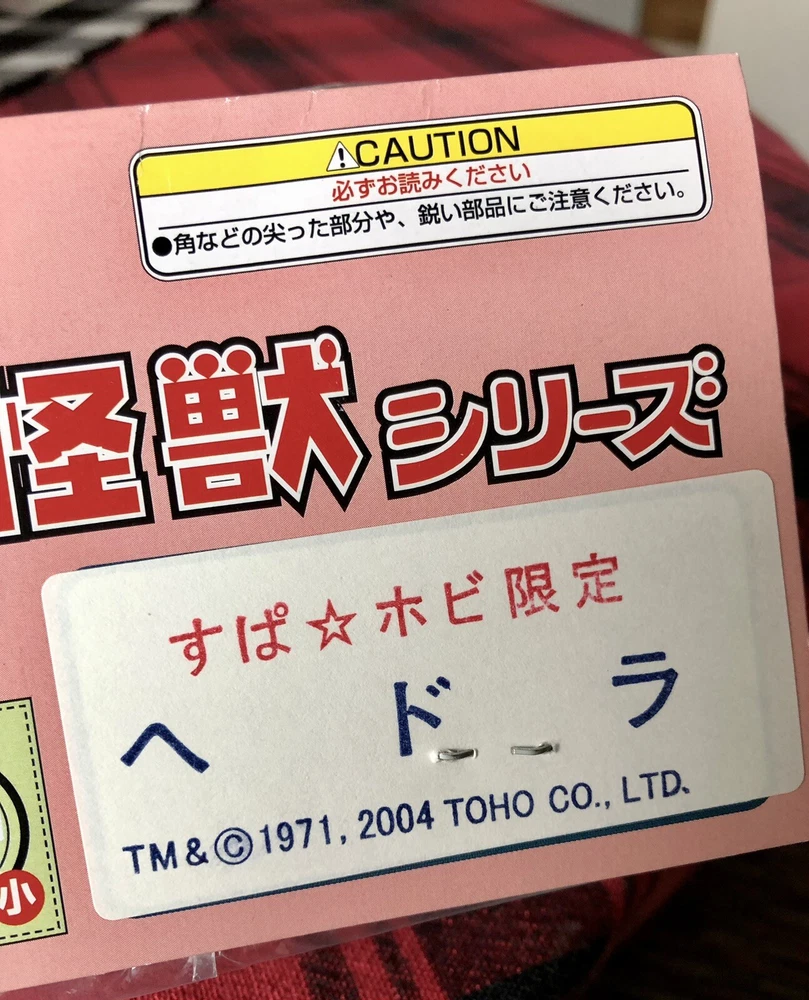 ⚠CAUTION
必ずお読みください
●角などの尖った部分や、鋭い部品にご注意ください。
怪獣シリーズ
すぱ☆ホビ限定
ヘドラ
TM&©1971, 2004 TOHO CO., LTD.
小